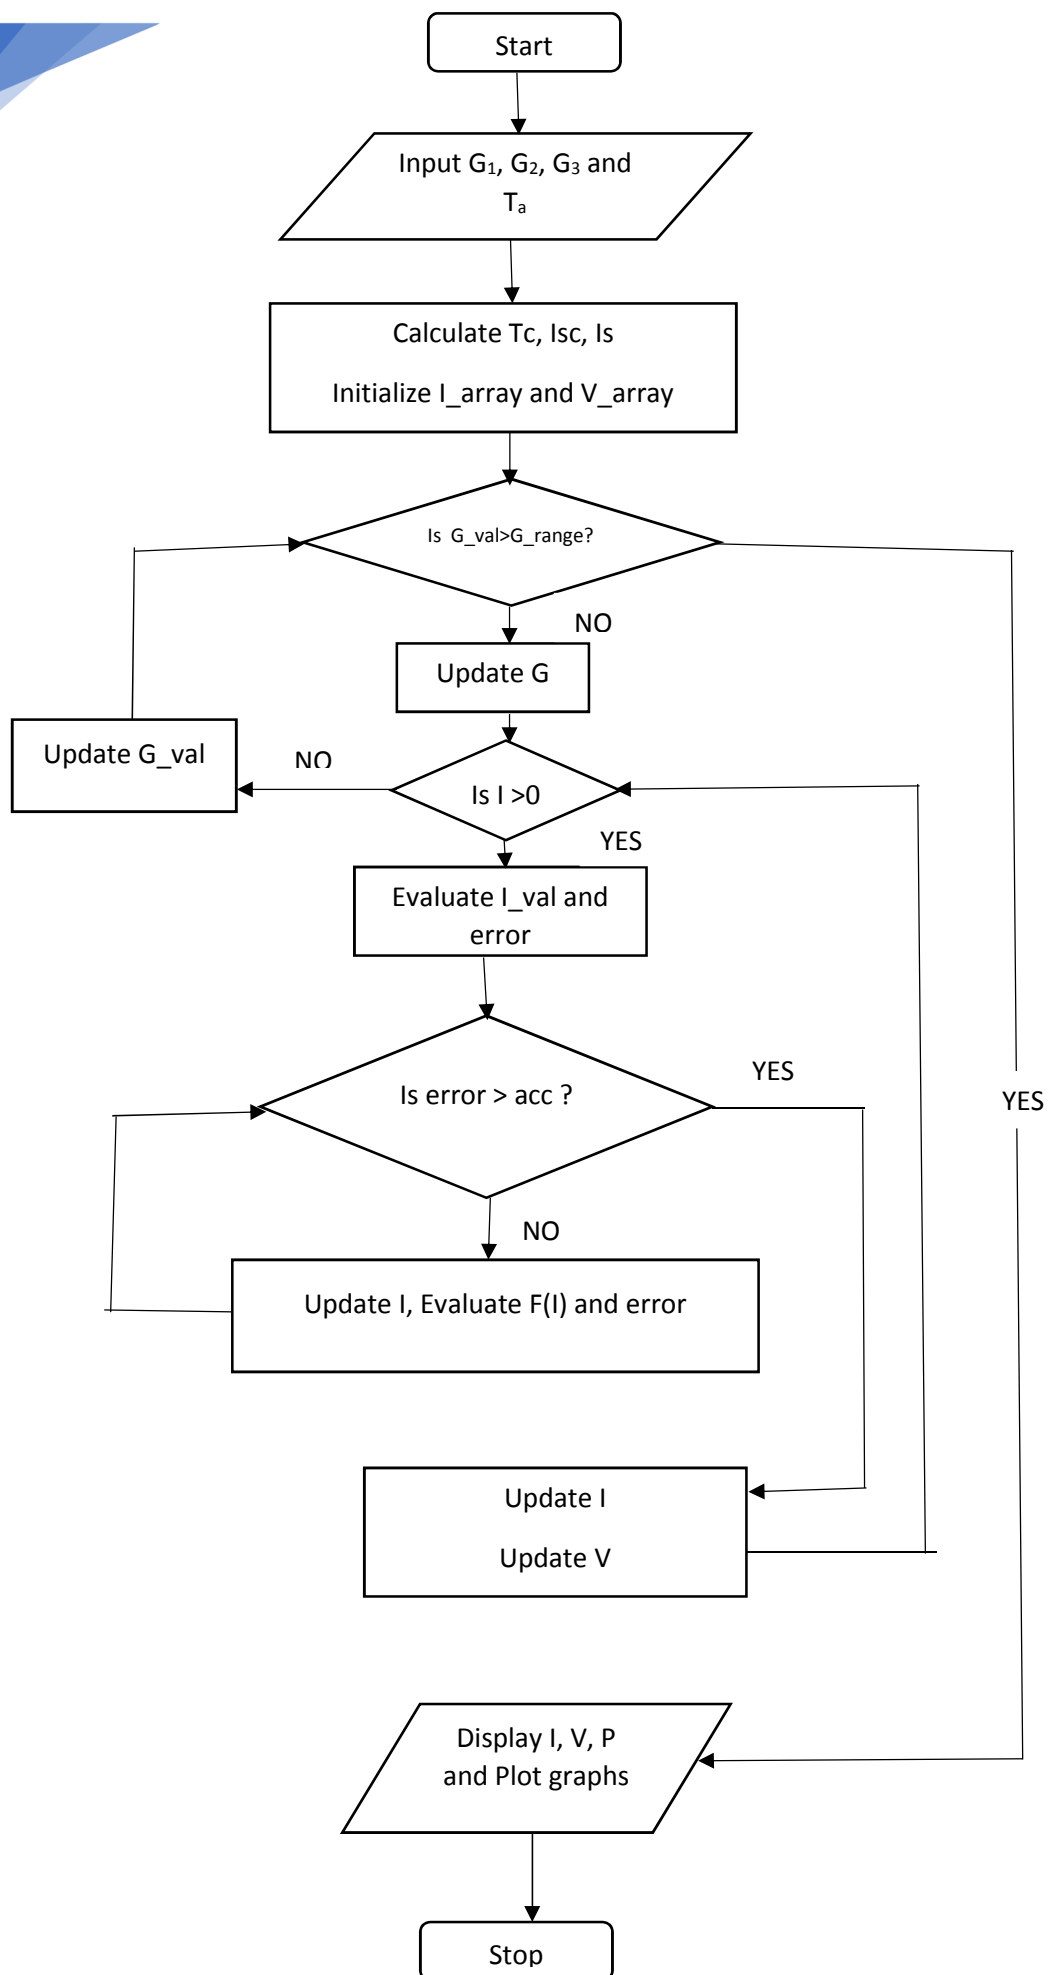 Start
Input G₁, G₂, G₃ and
Tₐ
Calculate Tc, Isc, Is
Initialize I_array and V_array
Is G_val>G_range?
NO
Update G
Update G_val
NO
Is I >0
YES
Evaluate I_val and
error
Is error > acc ?
YES
YES
NO
Update I, Evaluate F(I) and error
Update I
Update V
Display I, V, P
and Plot graphs
Stop